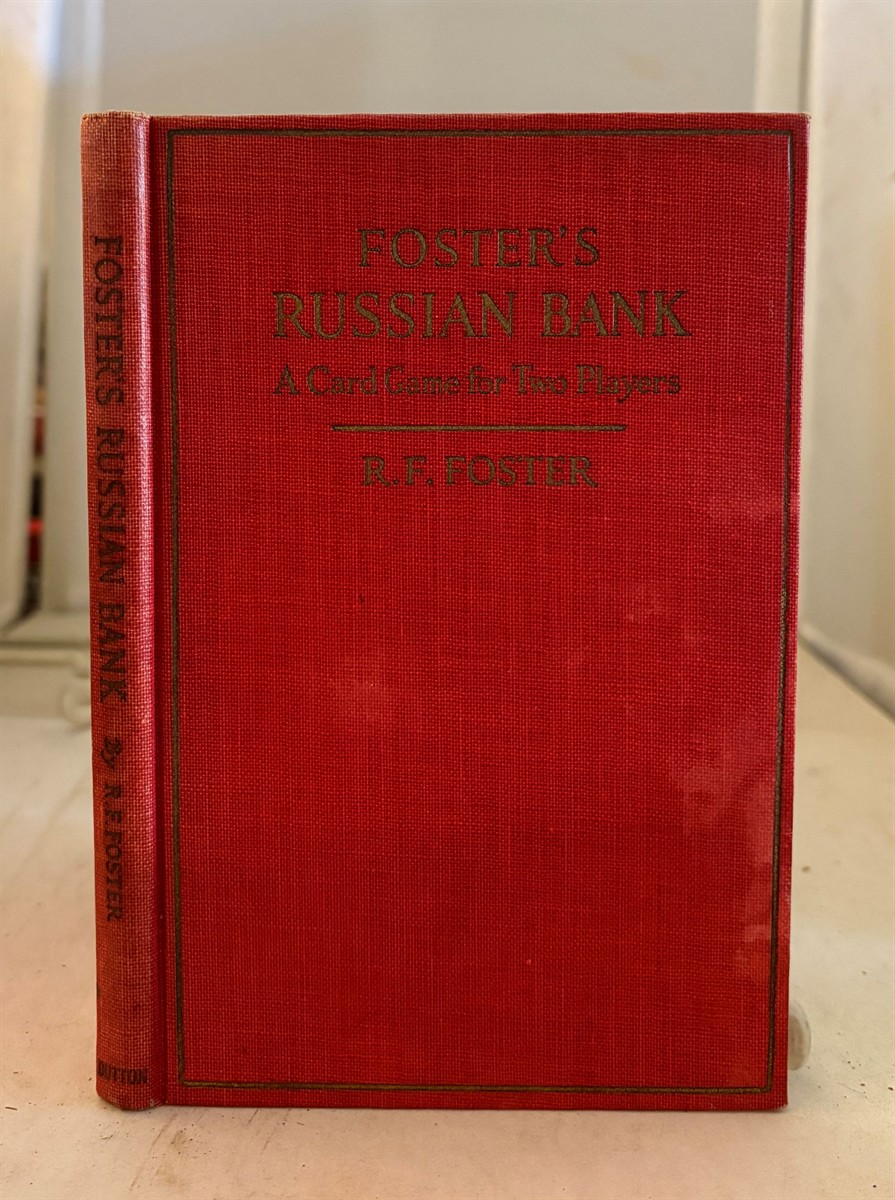 FOSTER'S
RUSSIAN BANK
A Card Game for Two Players
R. F. FOSTER
FOSTER'S RUSSIAN BANK By R. F. FOSTER
DUTTON